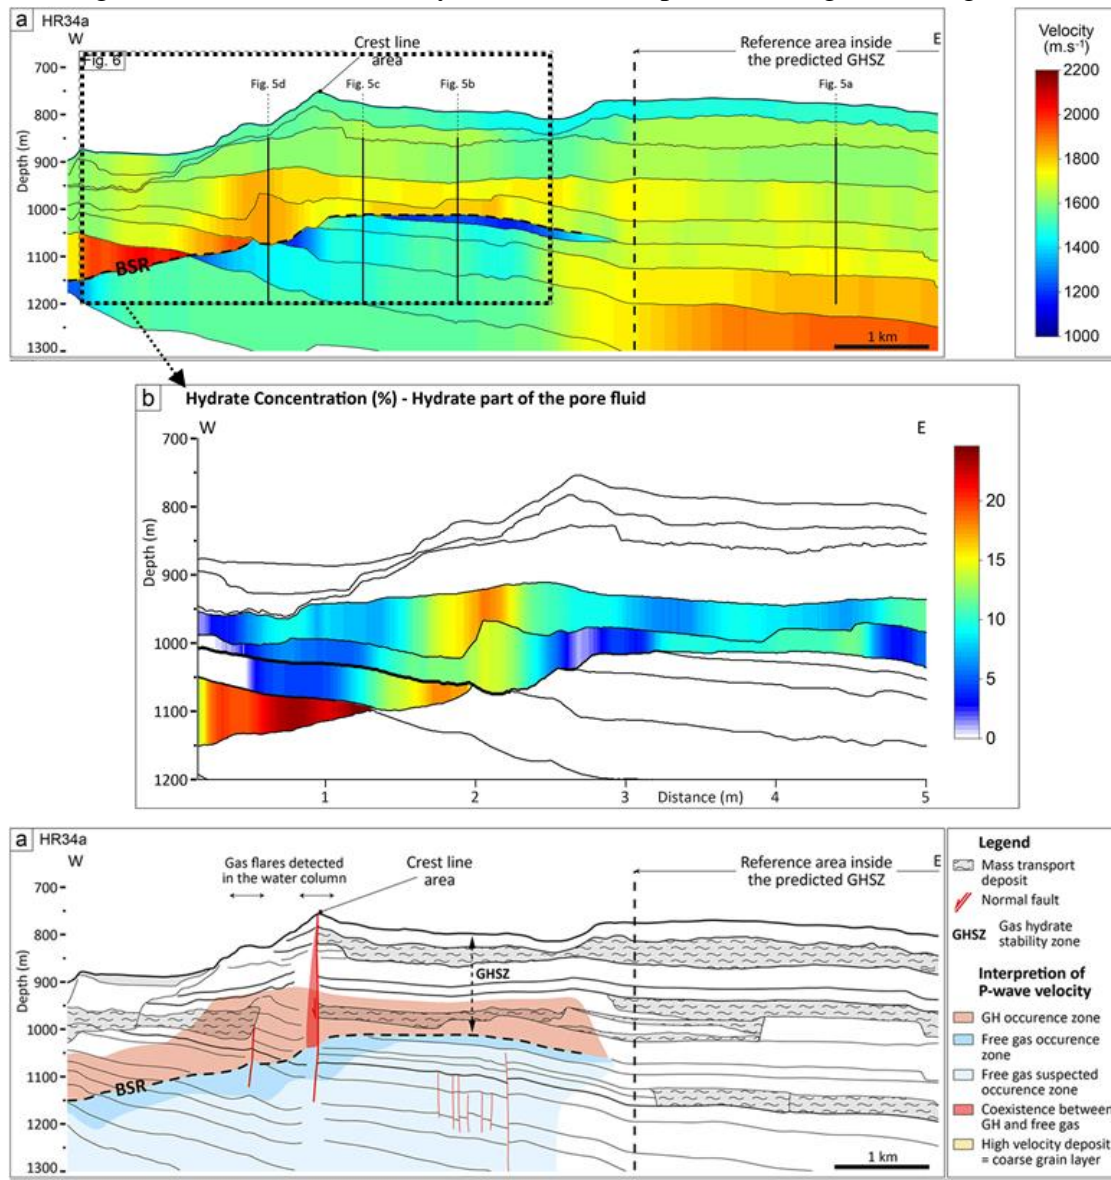 a HR34a
W
E
Crest line
area
Reference area inside
the predicted GHSZ
Fig. 6
Fig. 5d
Fig. 5c
Fig. 5b
Fig. 5a
Depth (m)
700
800
900
1000
1100
1200
1300
BSR
1 km
Velocity
(m.s⁻¹)
2200
2000
1800
1600
1400
1200
1000
b Hydrate Concentration (%) - Hydrate part of the pore fluid
W
E
Depth (m)
700
800
900
1000
1100
1200
1
2
3
Distance (m)
4
5
20
15
10
5
0
a HR34a
W
E
Gas flares detected
in the water column
Crest line
area
Reference area inside
the predicted GHSZ
Depth (m)
700
800
900
1000
1100
1200
1300
GHSZ
BSR
1 km
Legend
Mass transport
deposit
Normal fault
GHSZ Gas hydrate
stability zone
Interpretion of
P-wave velocity
GH occurence zone
Free gas occurence
zone
Free gas suspected
occurence zone
Coexistence between
GH and free gas
High velocity deposit
= coarse grain layer